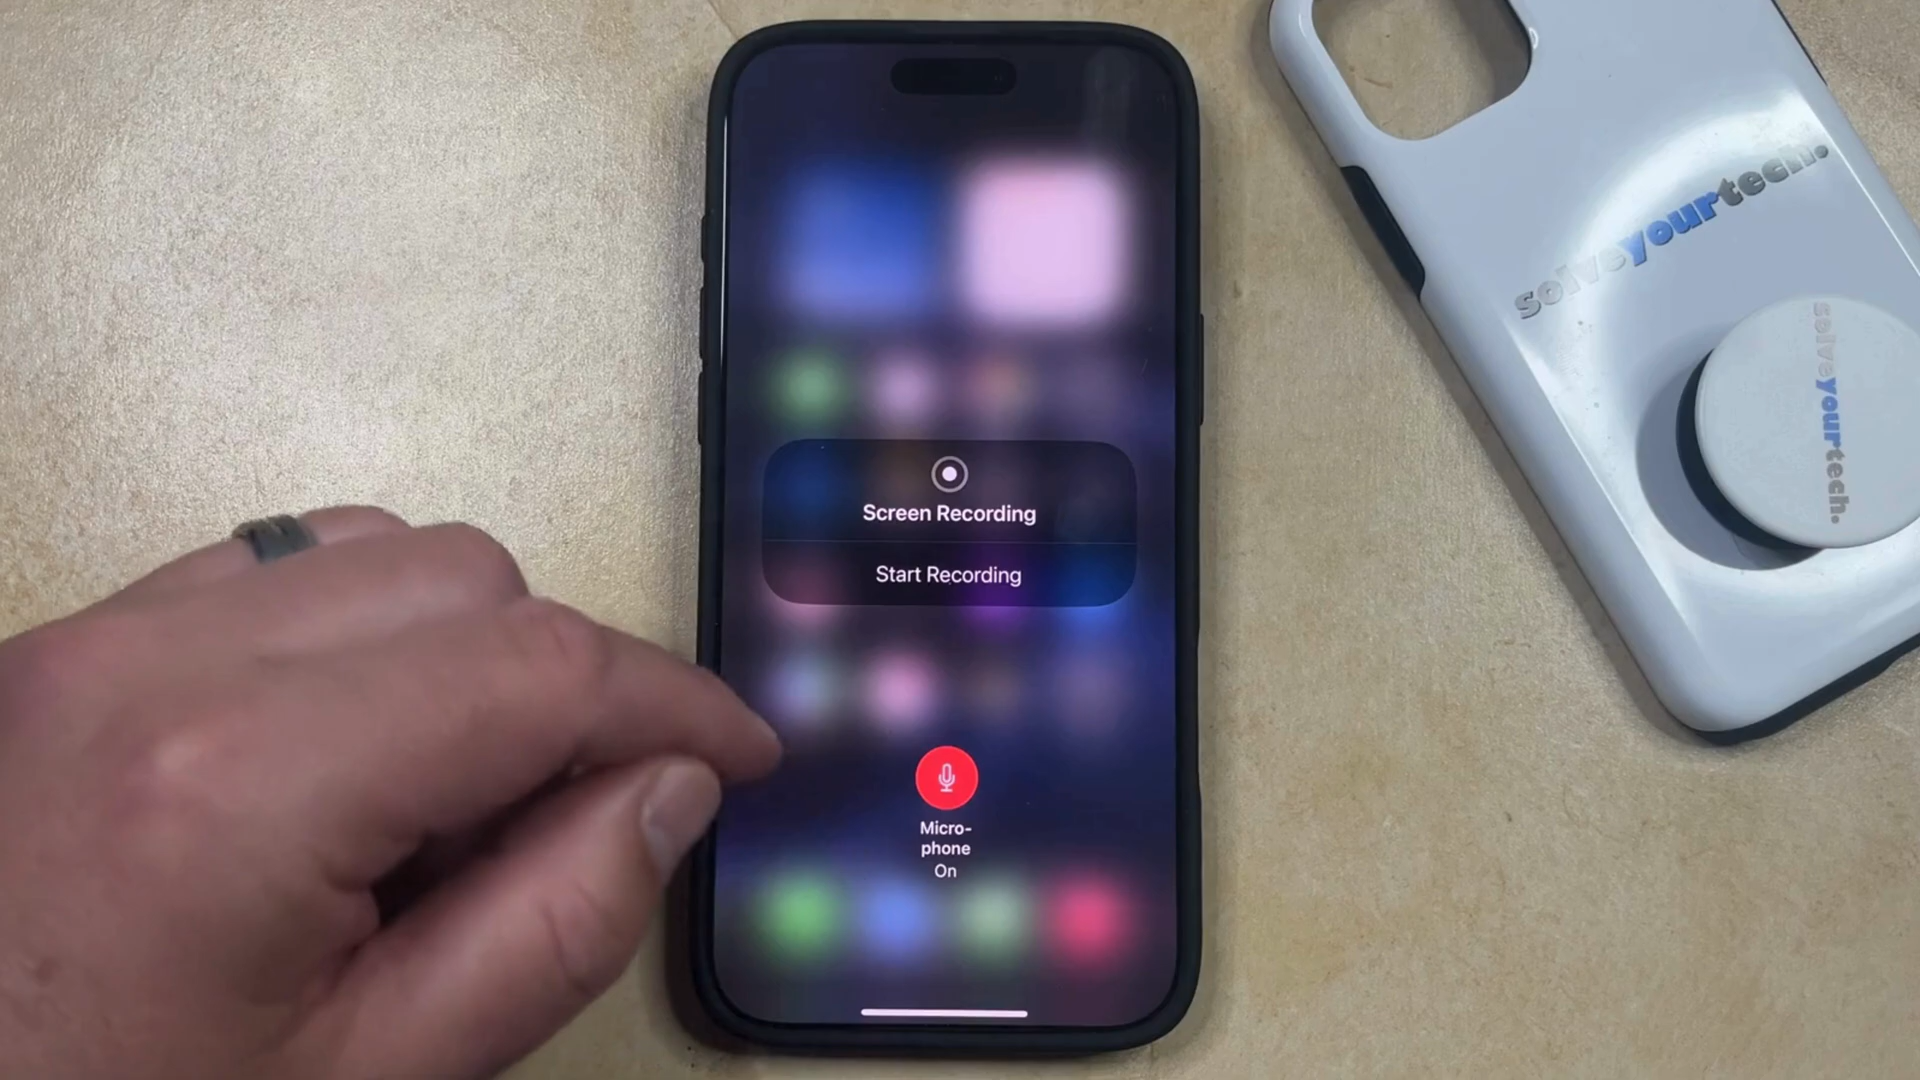 solveyourtech.
solveyourtech.
Screen Recording
Start Recording
Micro-
phone
On